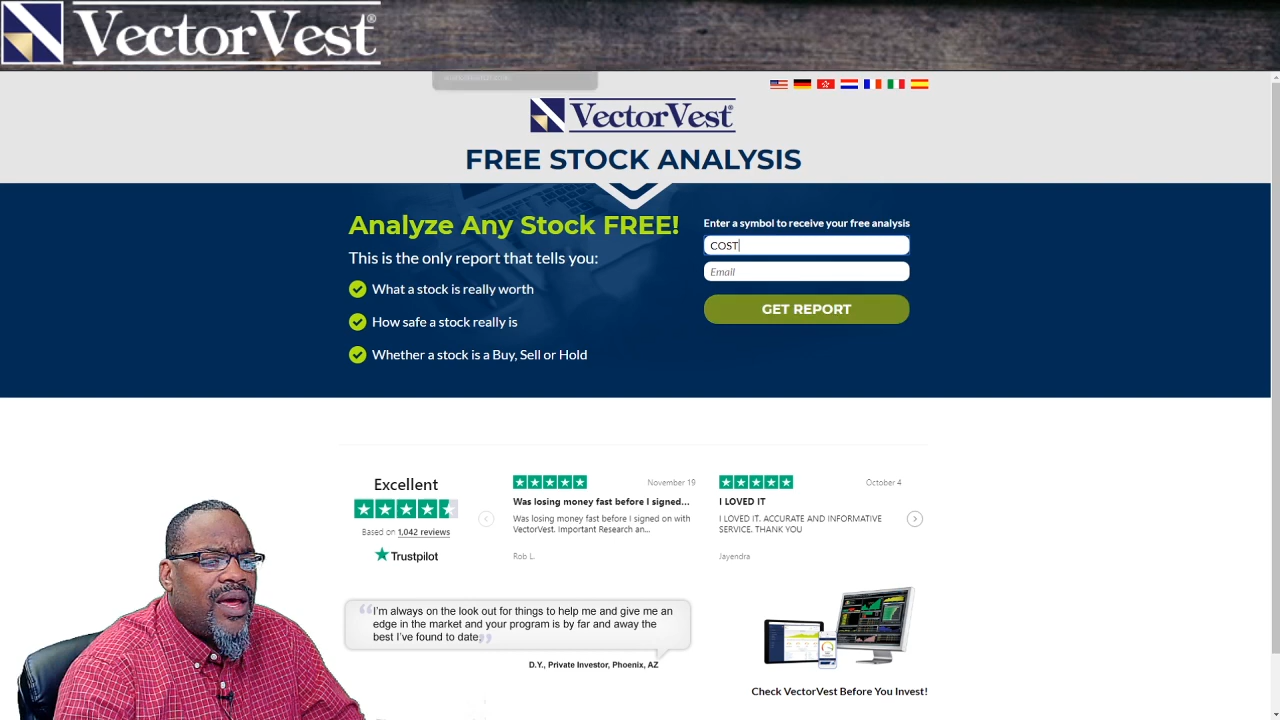 VectorVest®
VectorVest®
FREE STOCK ANALYSIS
Analyze Any Stock FREE!
This is the only report that tells you:
What a stock is really worth
How safe a stock really is
Whether a stock is a Buy, Sell or Hold
Enter a symbol to receive your free analysis
COST
Email
GET REPORT
Excellent
Based on 1,042 reviews
Trustpilot
November 19
Was losing money fast before I signed...
Was losing money fast before I signed on with
VectorVest. Important Research an...
Rob L.
October 4
I LOVED IT
I LOVED IT. ACCURATE AND INFORMATIVE
SERVICE. THANK YOU
Jayendra
“I'm always on the look out for things to help me and give me an
edge in the market and your program is by far and away the
best I've found to date”
D.Y., Private Investor, Phoenix, AZ
Check VectorVest Before You Invest!